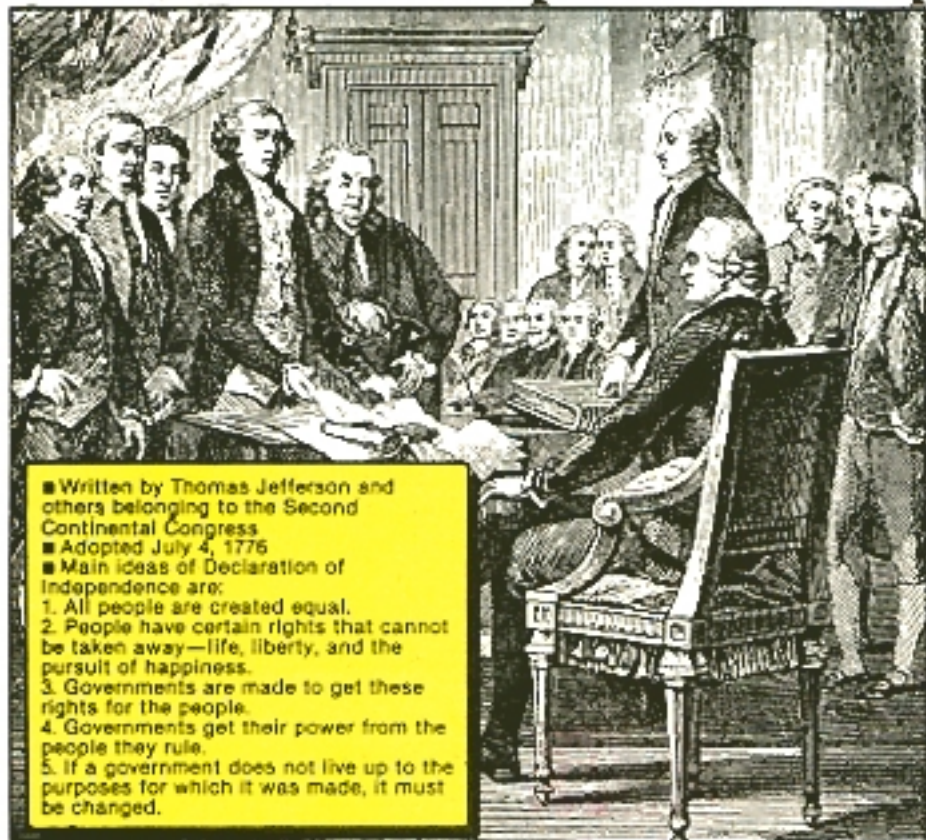 ■ Written by Thomas Jefferson and
others belonging to the Second
Continental Congress
■ Adopted July 4, 1776
■ Main ideas of Declaration of
Independence are:
1. All people are created equal.
2. People have certain rights that cannot
be taken away—life, liberty, and the
pursuit of happiness.
3. Governments are made to get these
rights for the people.
4. Governments get their power from the
people they rule.
5. If a government does not live up to the
purposes for which it was made, it must
be changed.